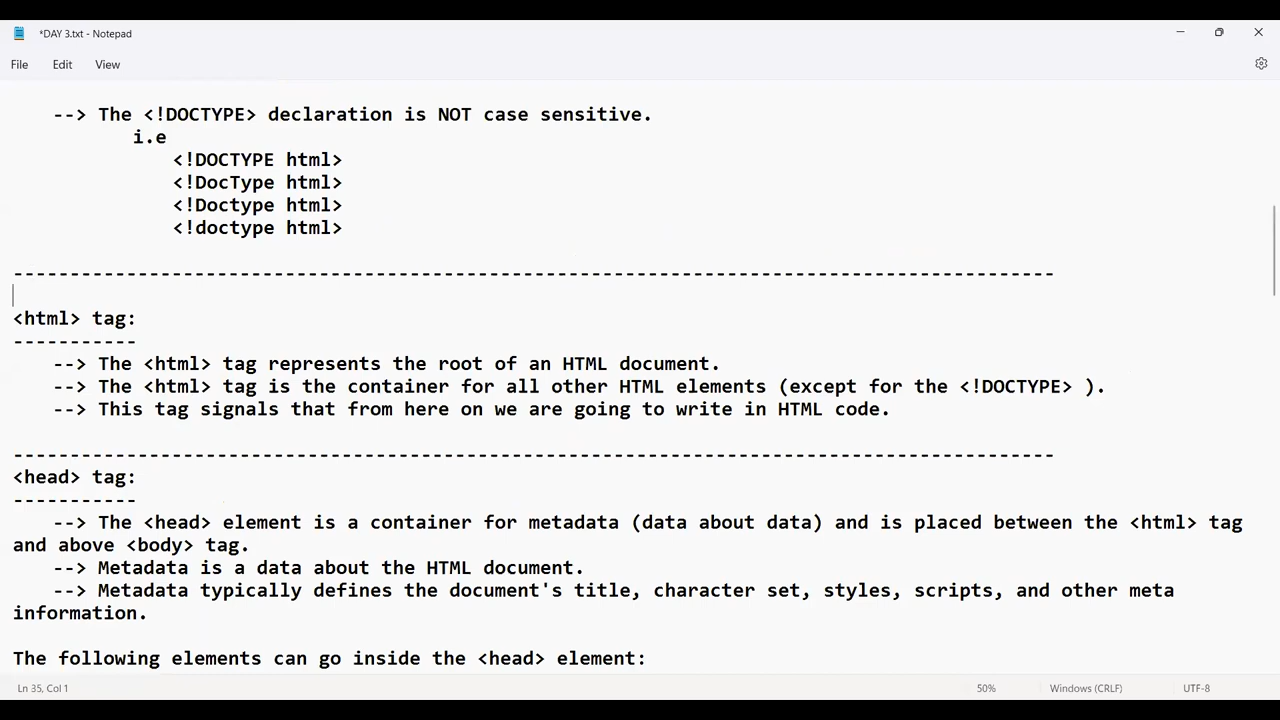 *DAY 3.txt - Notepad
File Edit View
--> The <!DOCTYPE> declaration is NOT case sensitive.
i.e
<!DOCTYPE html>
<!DocType html>
<!Doctype html>
<!doctype html>
--------------------------------------------------------------------------------------------
<html> tag:
-----------
--> The <html> tag represents the root of an HTML document.
--> The <html> tag is the container for all other HTML elements (except for the <!DOCTYPE> ).
--> This tag signals that from here on we are going to write in HTML code.
--------------------------------------------------------------------------------------------
<head> tag:
-----------
--> The <head> element is a container for metadata (data about data) and is placed between the <html> tag
and above <body> tag.
--> Metadata is a data about the HTML document.
--> Metadata typically defines the document's title, character set, styles, scripts, and other meta
information.
The following elements can go inside the <head> element:
Ln 35, Col 1 50% Windows (CRLF) UTF-8